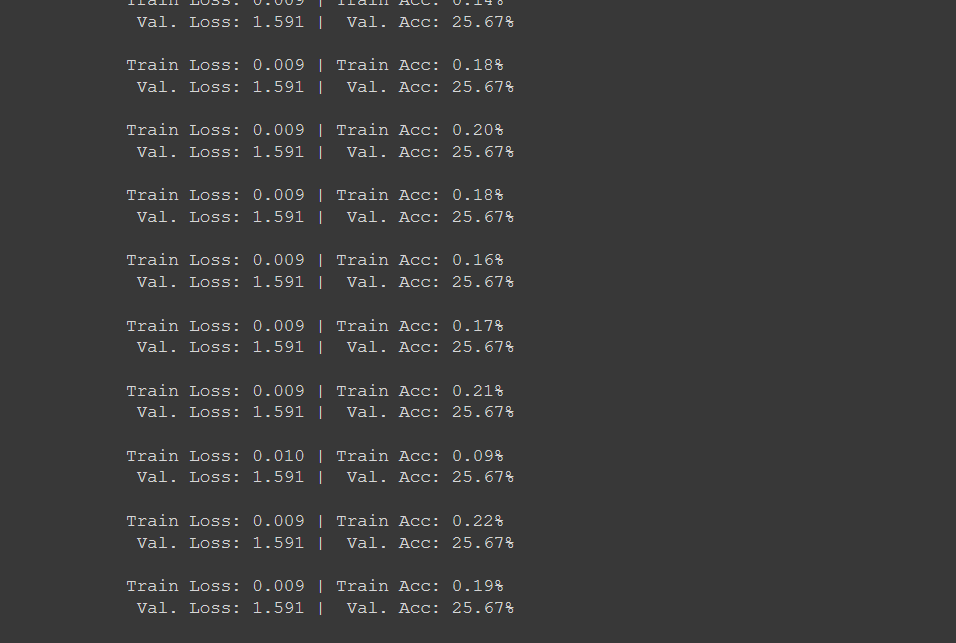 Train Loss: 0.009 | Train Acc: 0.14%
Val. Loss: 1.591 | Val. Acc: 25.67%
Train Loss: 0.009 | Train Acc: 0.18%
Val. Loss: 1.591 | Val. Acc: 25.67%
Train Loss: 0.009 | Train Acc: 0.20%
Val. Loss: 1.591 | Val. Acc: 25.67%
Train Loss: 0.009 | Train Acc: 0.18%
Val. Loss: 1.591 | Val. Acc: 25.67%
Train Loss: 0.009 | Train Acc: 0.16%
Val. Loss: 1.591 | Val. Acc: 25.67%
Train Loss: 0.009 | Train Acc: 0.17%
Val. Loss: 1.591 | Val. Acc: 25.67%
Train Loss: 0.009 | Train Acc: 0.21%
Val. Loss: 1.591 | Val. Acc: 25.67%
Train Loss: 0.010 | Train Acc: 0.09%
Val. Loss: 1.591 | Val. Acc: 25.67%
Train Loss: 0.009 | Train Acc: 0.22%
Val. Loss: 1.591 | Val. Acc: 25.67%
Train Loss: 0.009 | Train Acc: 0.19%
Val. Loss: 1.591 | Val. Acc: 25.67%